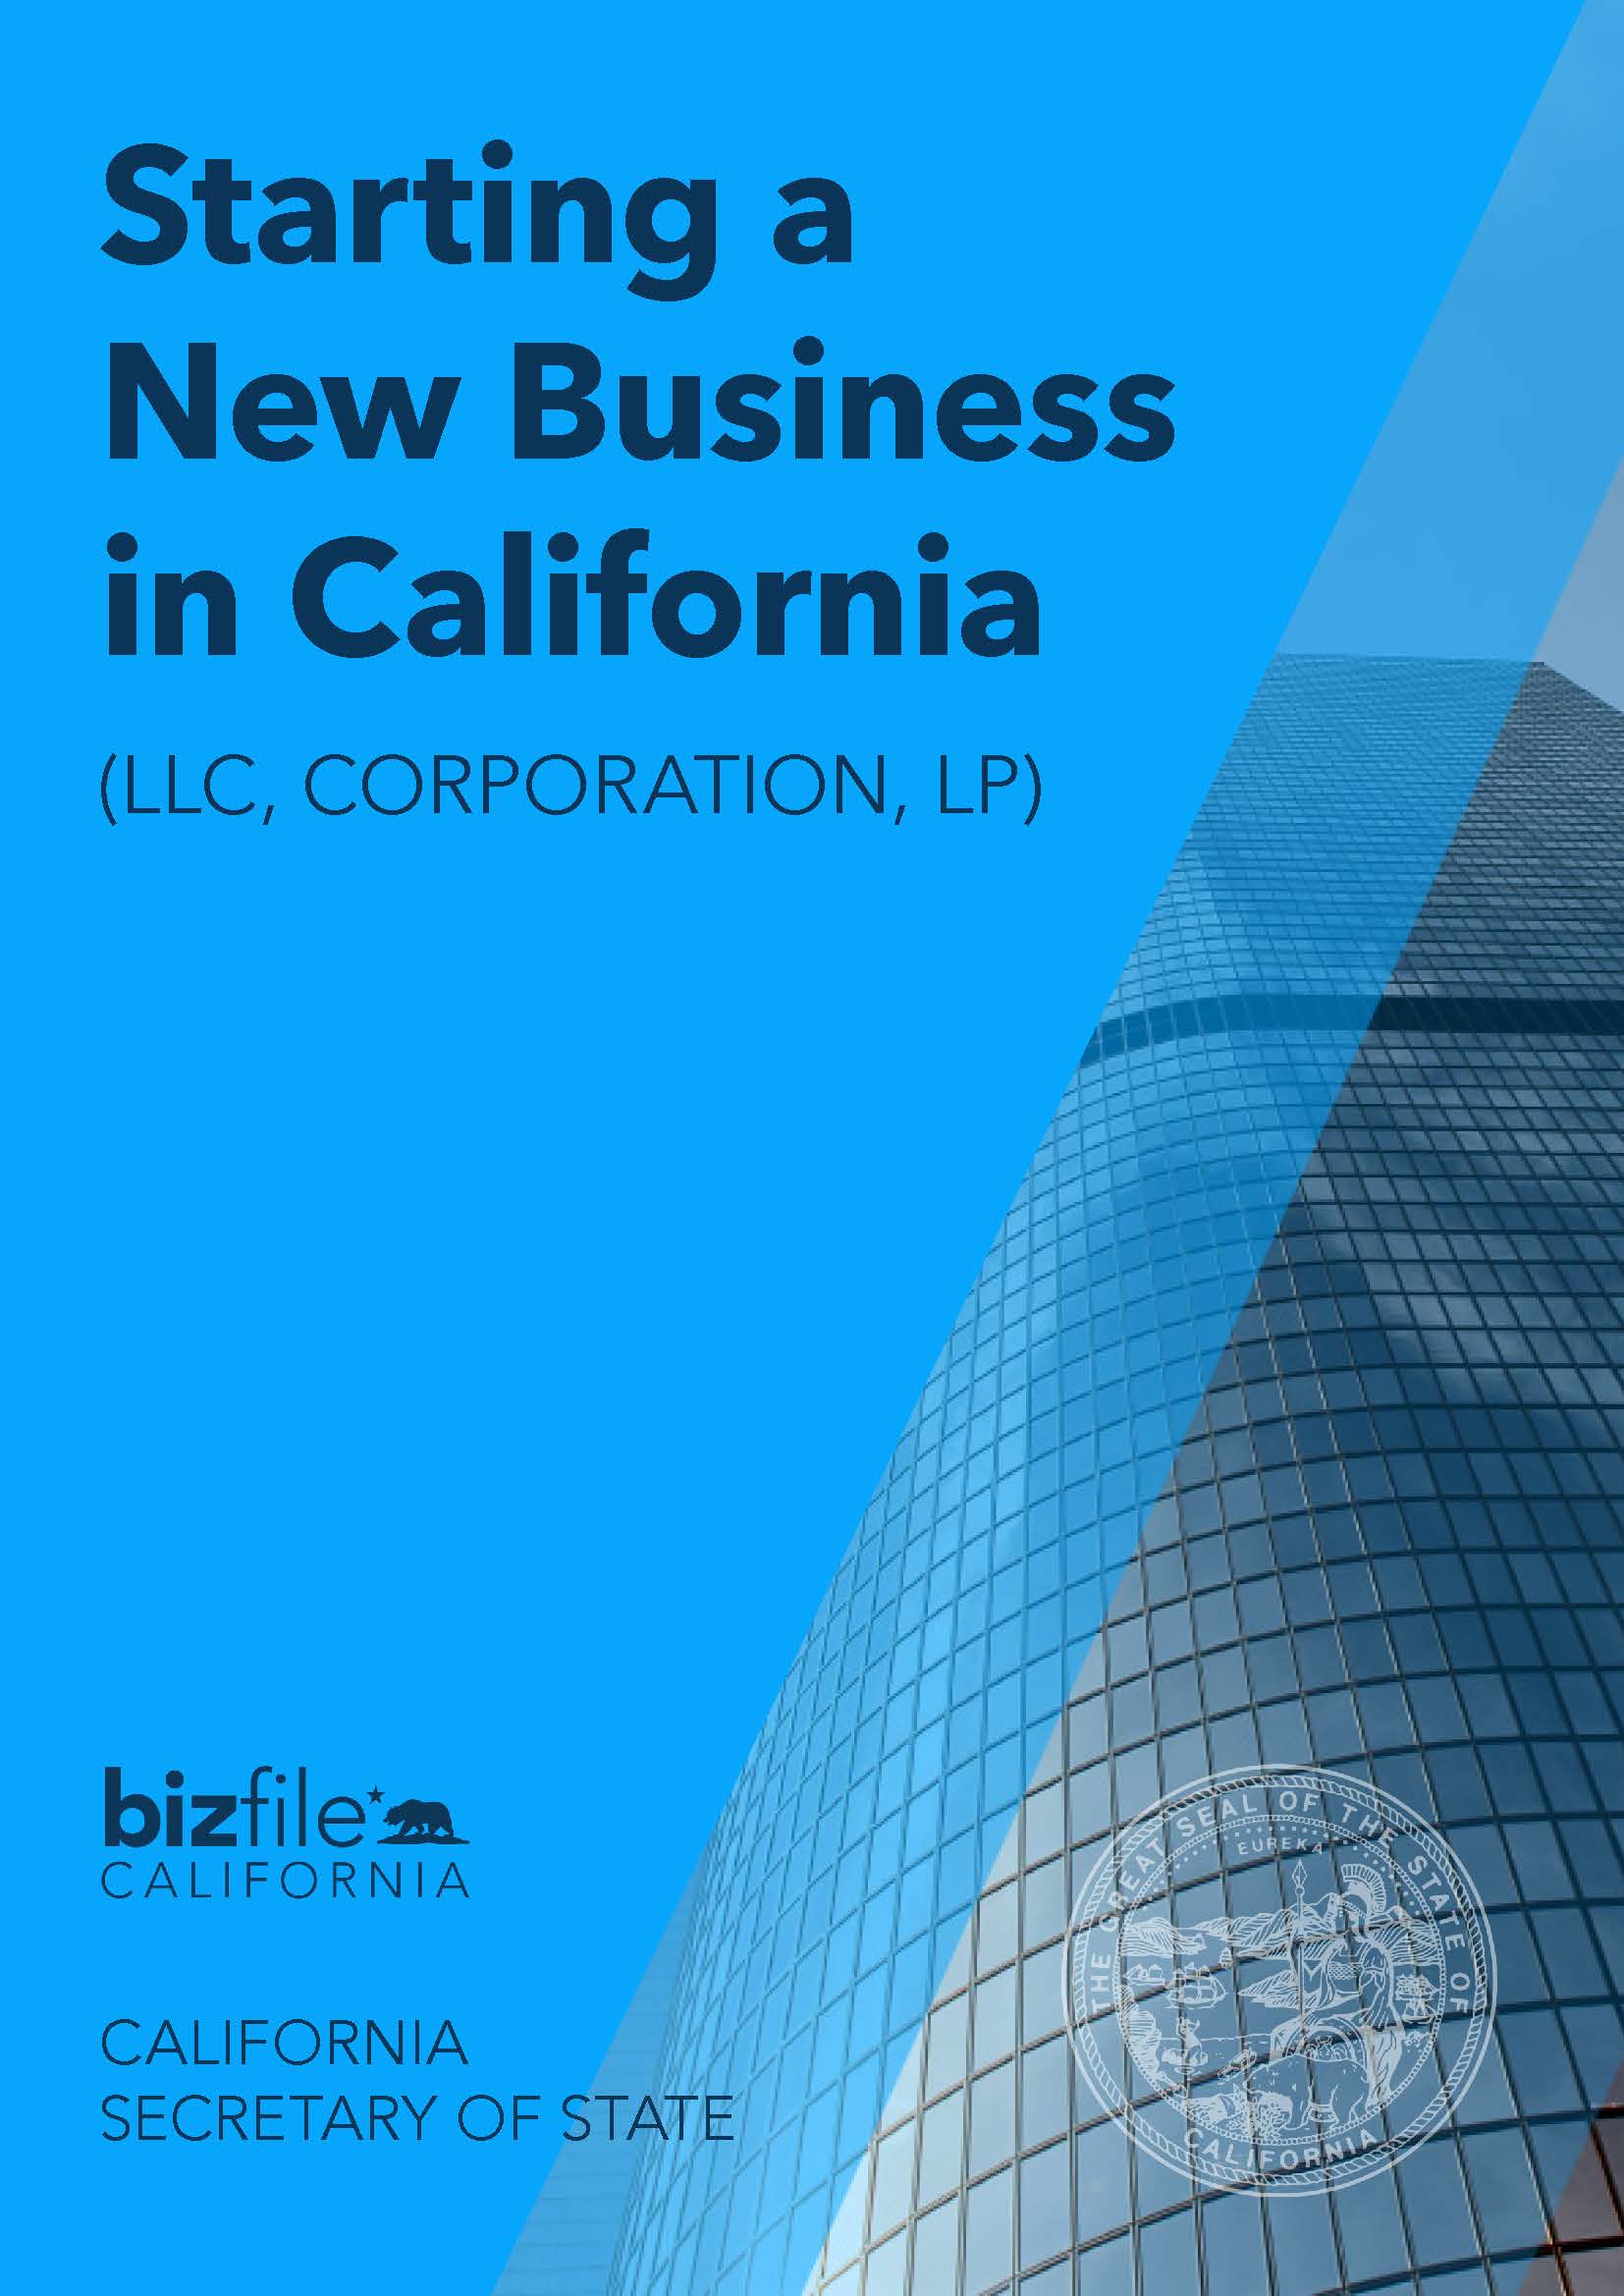 Starting a
New Business
in California
(LLC, CORPORATION, LP)
bizfile
CALIFORNIA
CALIFORNIA
SECRETARY OF STATE
THE GREAT SEAL OF THE STATE OF
EUREKA
CALIFORNIA